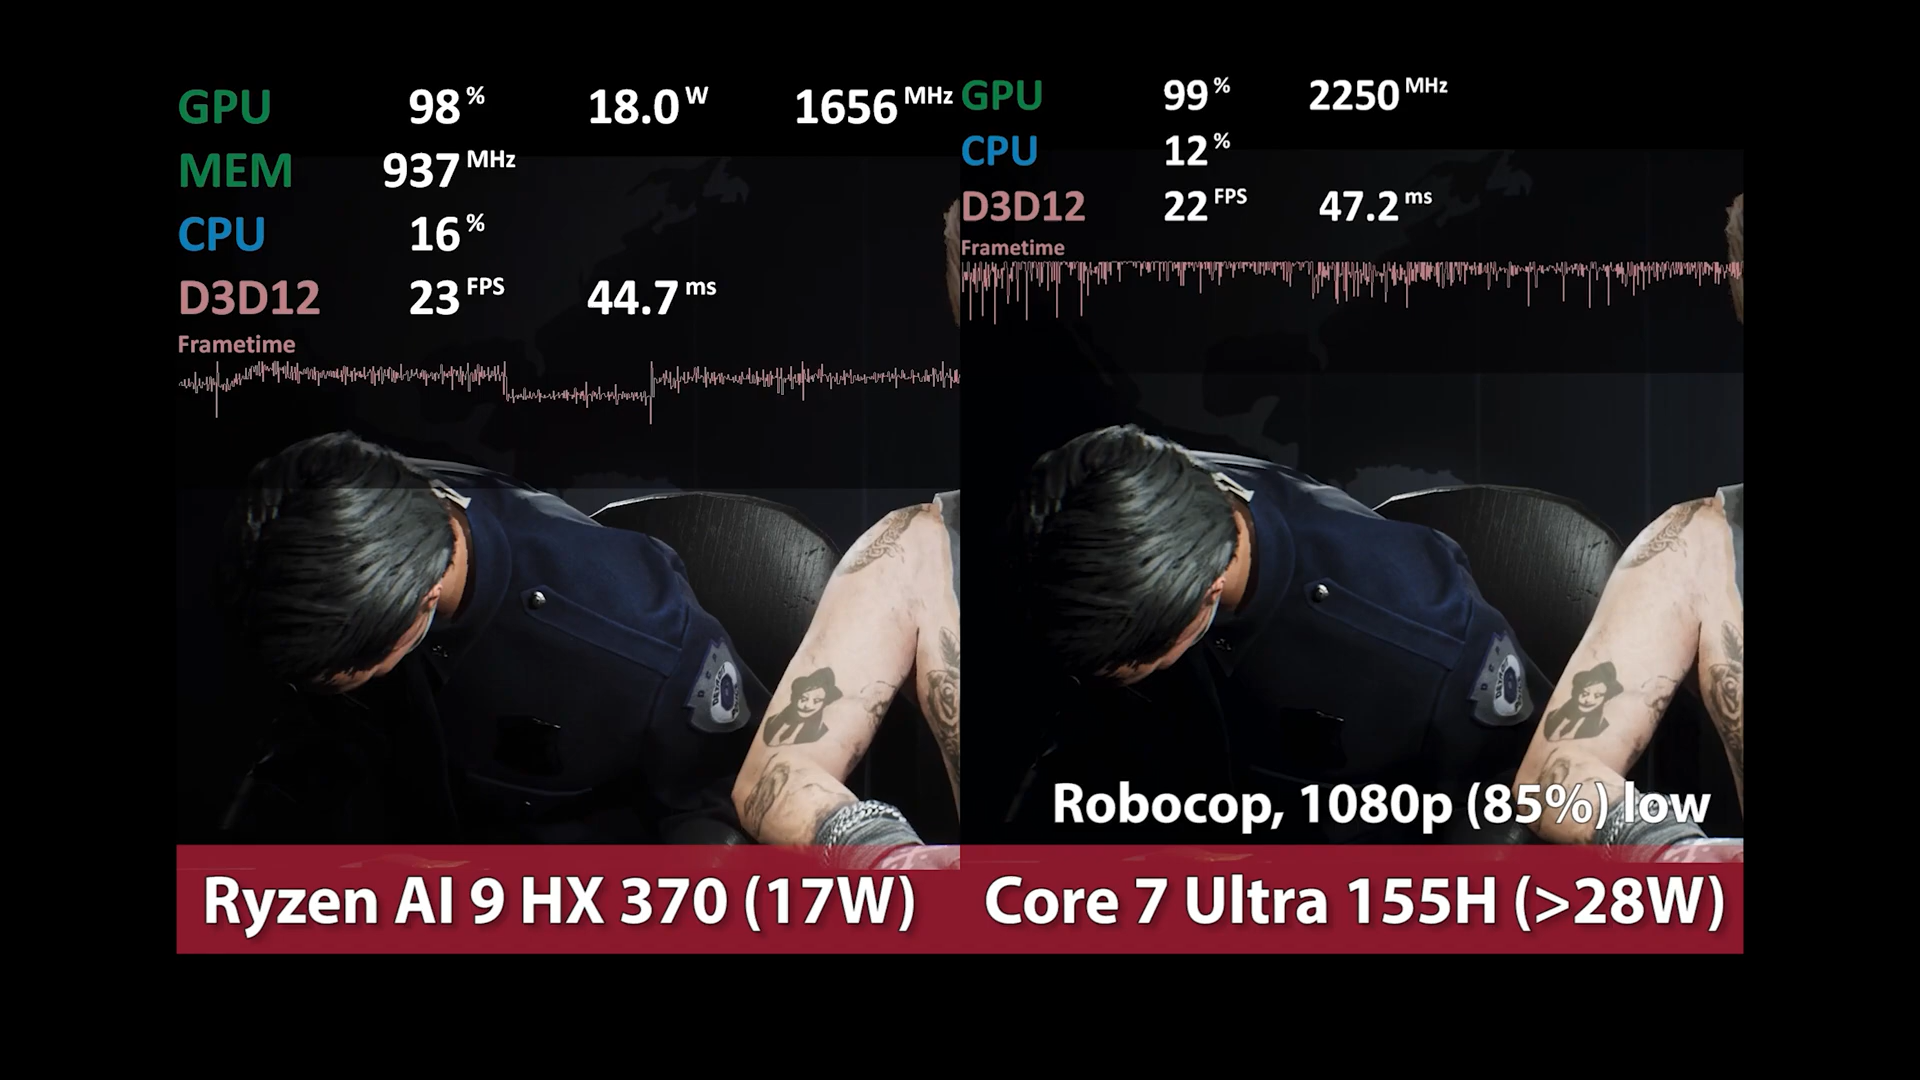 GPU 98 % 18.0 W 1656 MHz
MEM 937 MHz
CPU 16 %
D3D12 23 FPS 44.7 ms
Frametime
GPU 99 % 2250 MHz
CPU 12 %
D3D12 22 FPS 47.2 ms
Frametime
Robocop, 1080p (85%) low
Ryzen AI 9 HX 370 (17W)
Core 7 Ultra 155H (>28W)